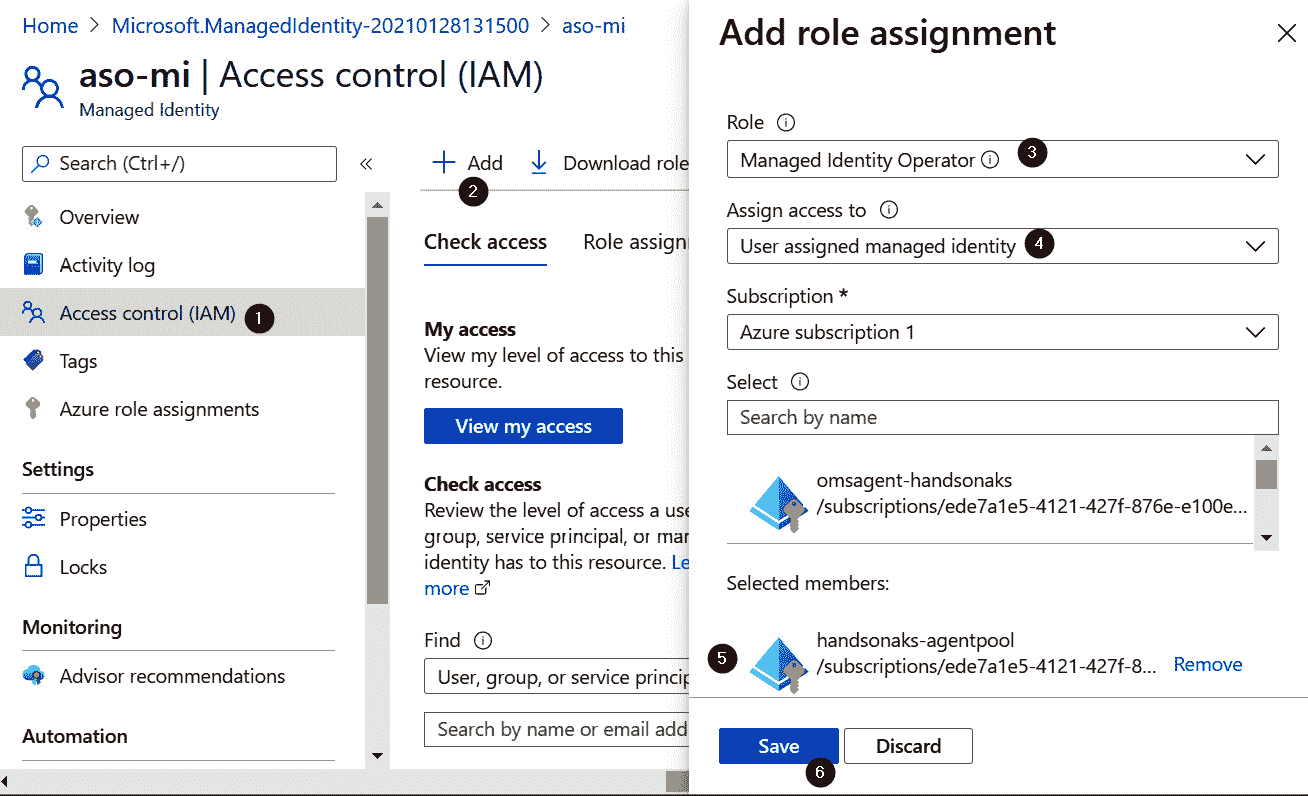 Home > Microsoft.ManagedIdentity-20210128131500 > aso-mi
aso-mi | Access control (IAM)
Managed Identity
Search (Ctrl+/)
«
Overview
Activity log
Access control (IAM) 1
Tags
Azure role assignments
Settings
Properties
Locks
Monitoring
Advisor recommendations
Automation
+ Add
Download role
2
Check access
Role assignn
My access
View my level of access to this
resource.
View my access
Check access
Review the level of access a use
group, service principal, or mar
identity has to this resource. Le
more
Find
User, group, or service princip
Search by name or email add
Add role assignment
Role
Managed Identity Operator 3
Assign access to
User assigned managed identity 4
Subscription *
Azure subscription 1
Select
Search by name
omsagent-handsonaks
/subscriptions/ede7a1e5-4121-427f-876e-e100e...
Selected members:
5
handsonaks-agentpool
/subscriptions/ede7a1e5-4121-427f-8...
Remove
Save
Discard
6